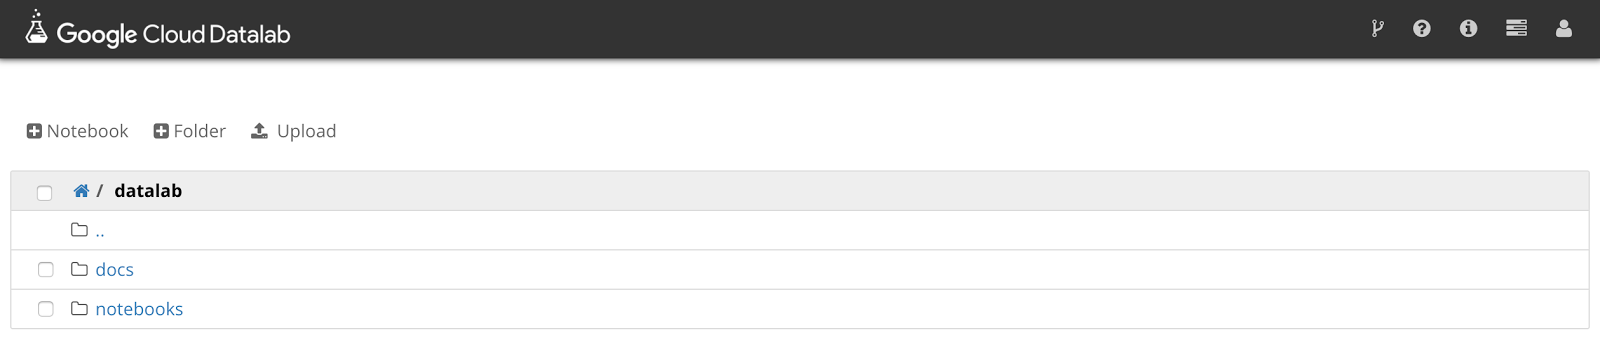 Google Cloud Datalab
Notebook Folder Upload
/ datalab
..
docs
notebooks